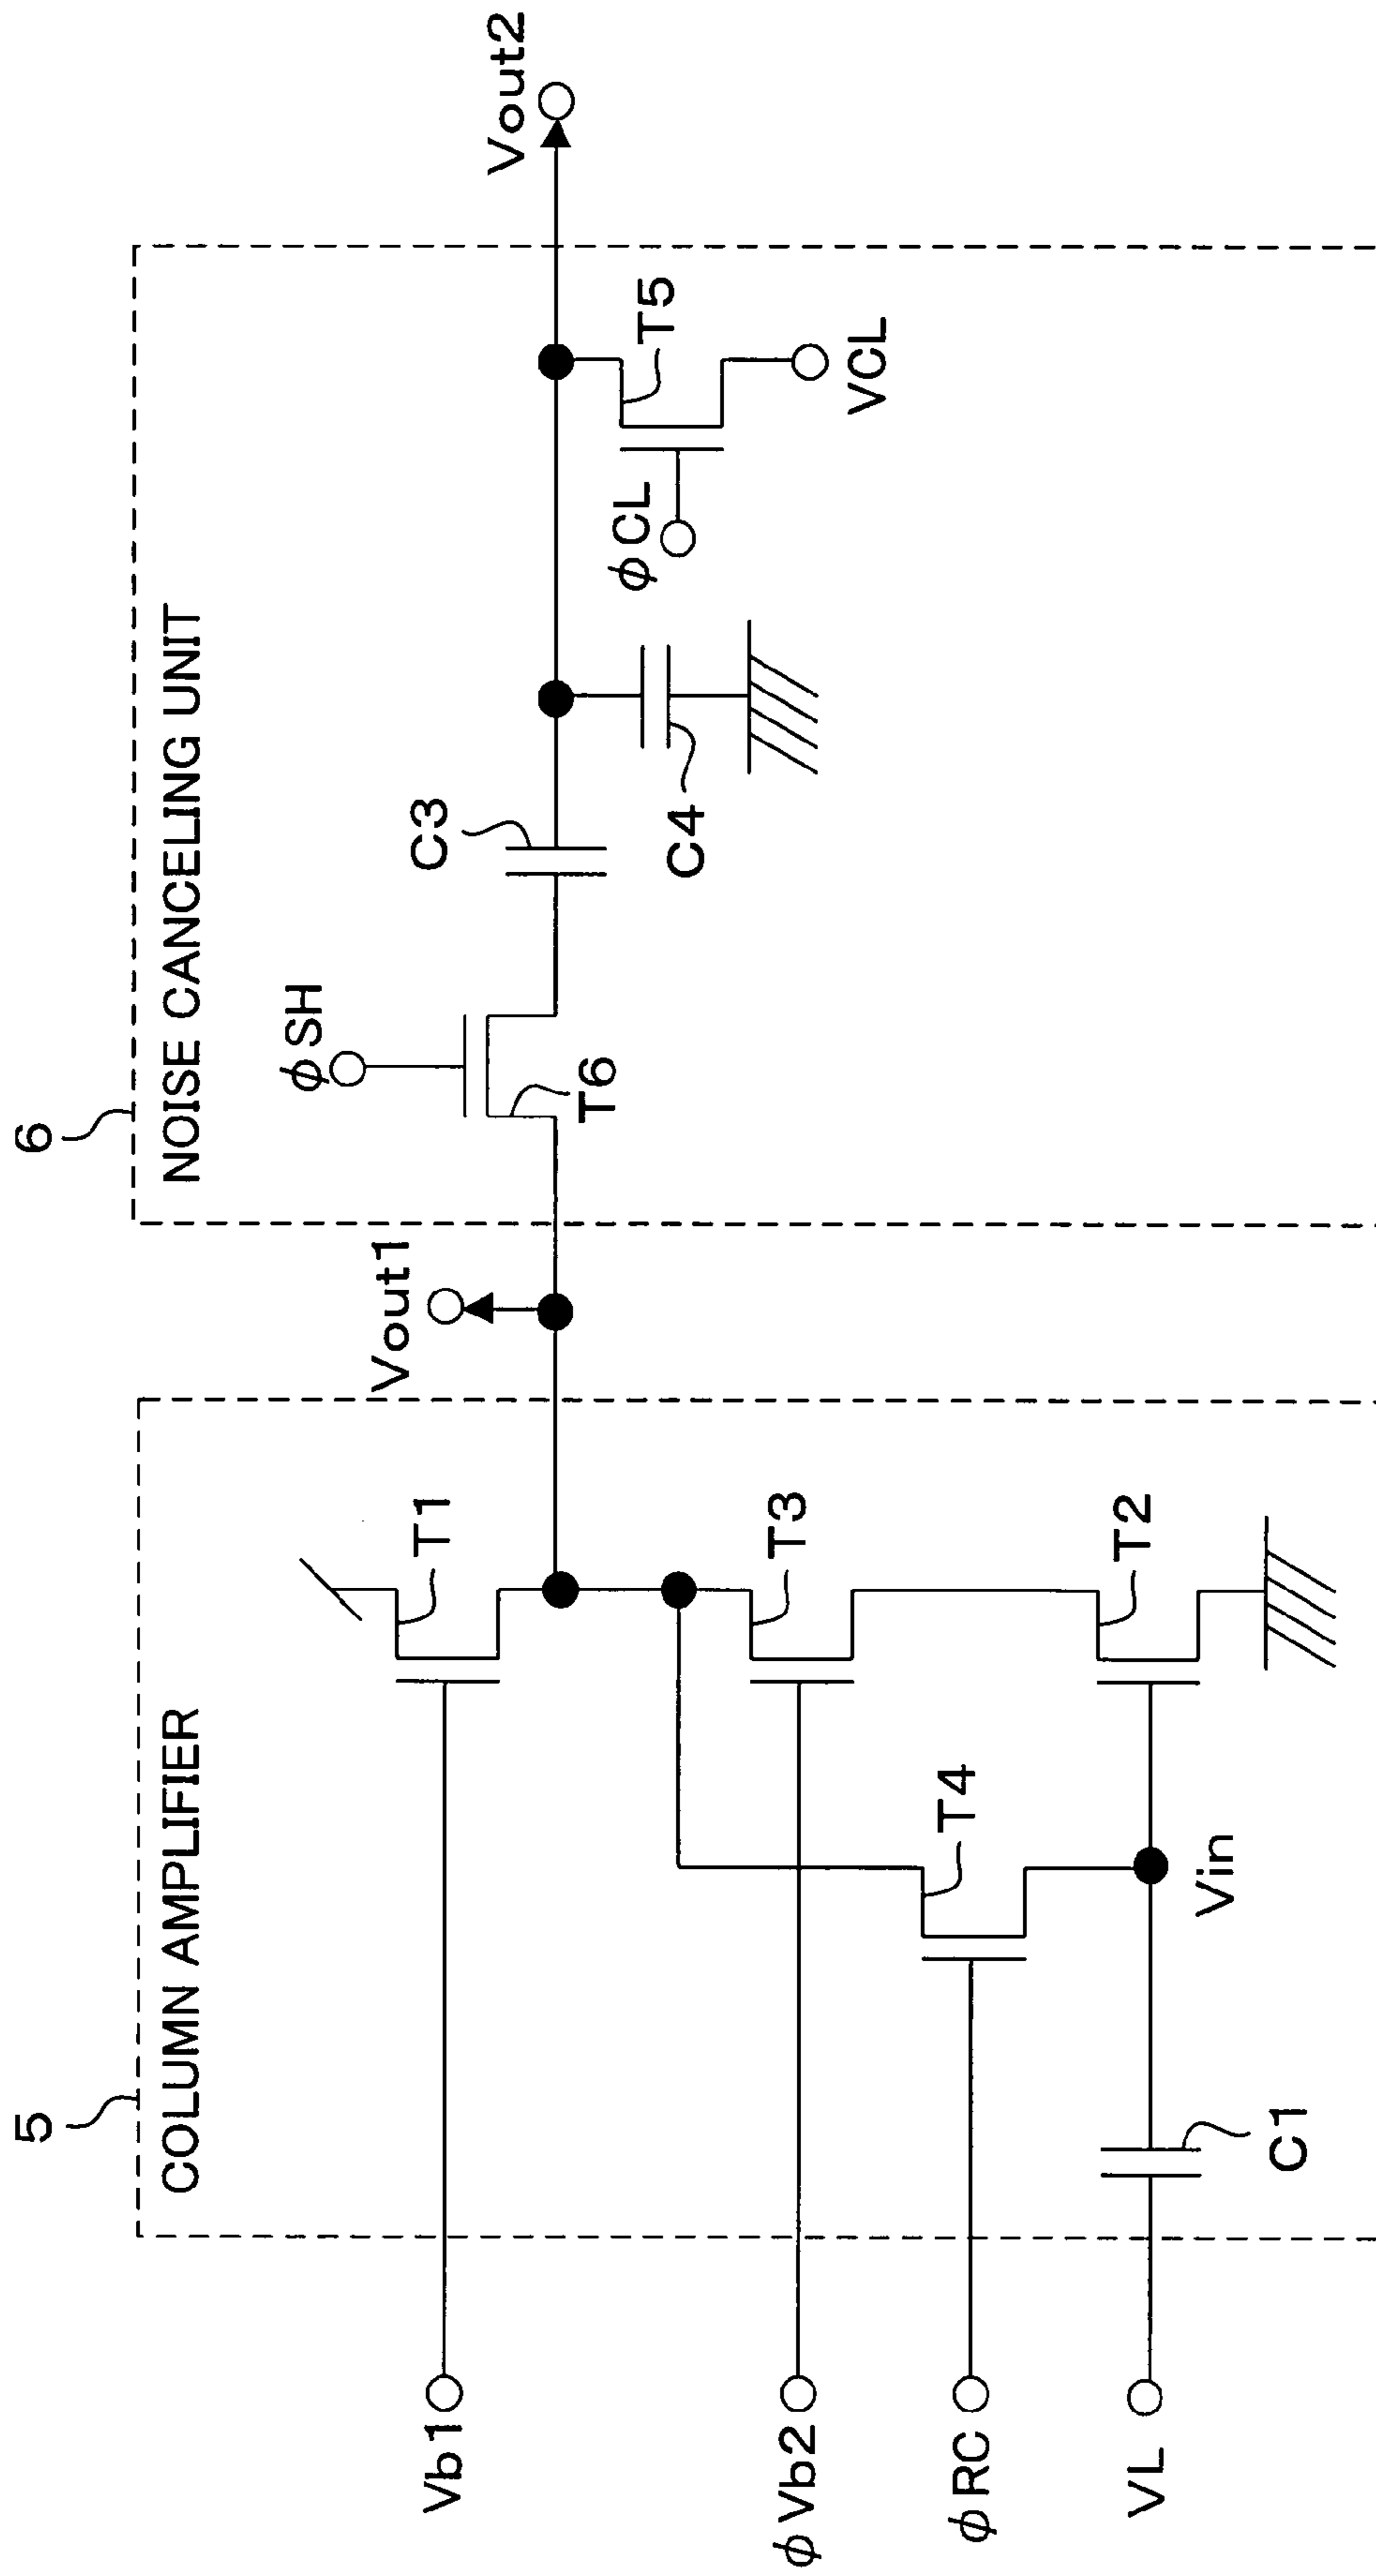 5
COLUMN AMPLIFIER
Vb1
T1
φVb2
T3
φRC
T4
VL
C1
Vin
T2
Vout1
6
NOISE CANCELING UNIT
φSH
T6
C3
C4
φCL
T5
VCL
Vout2